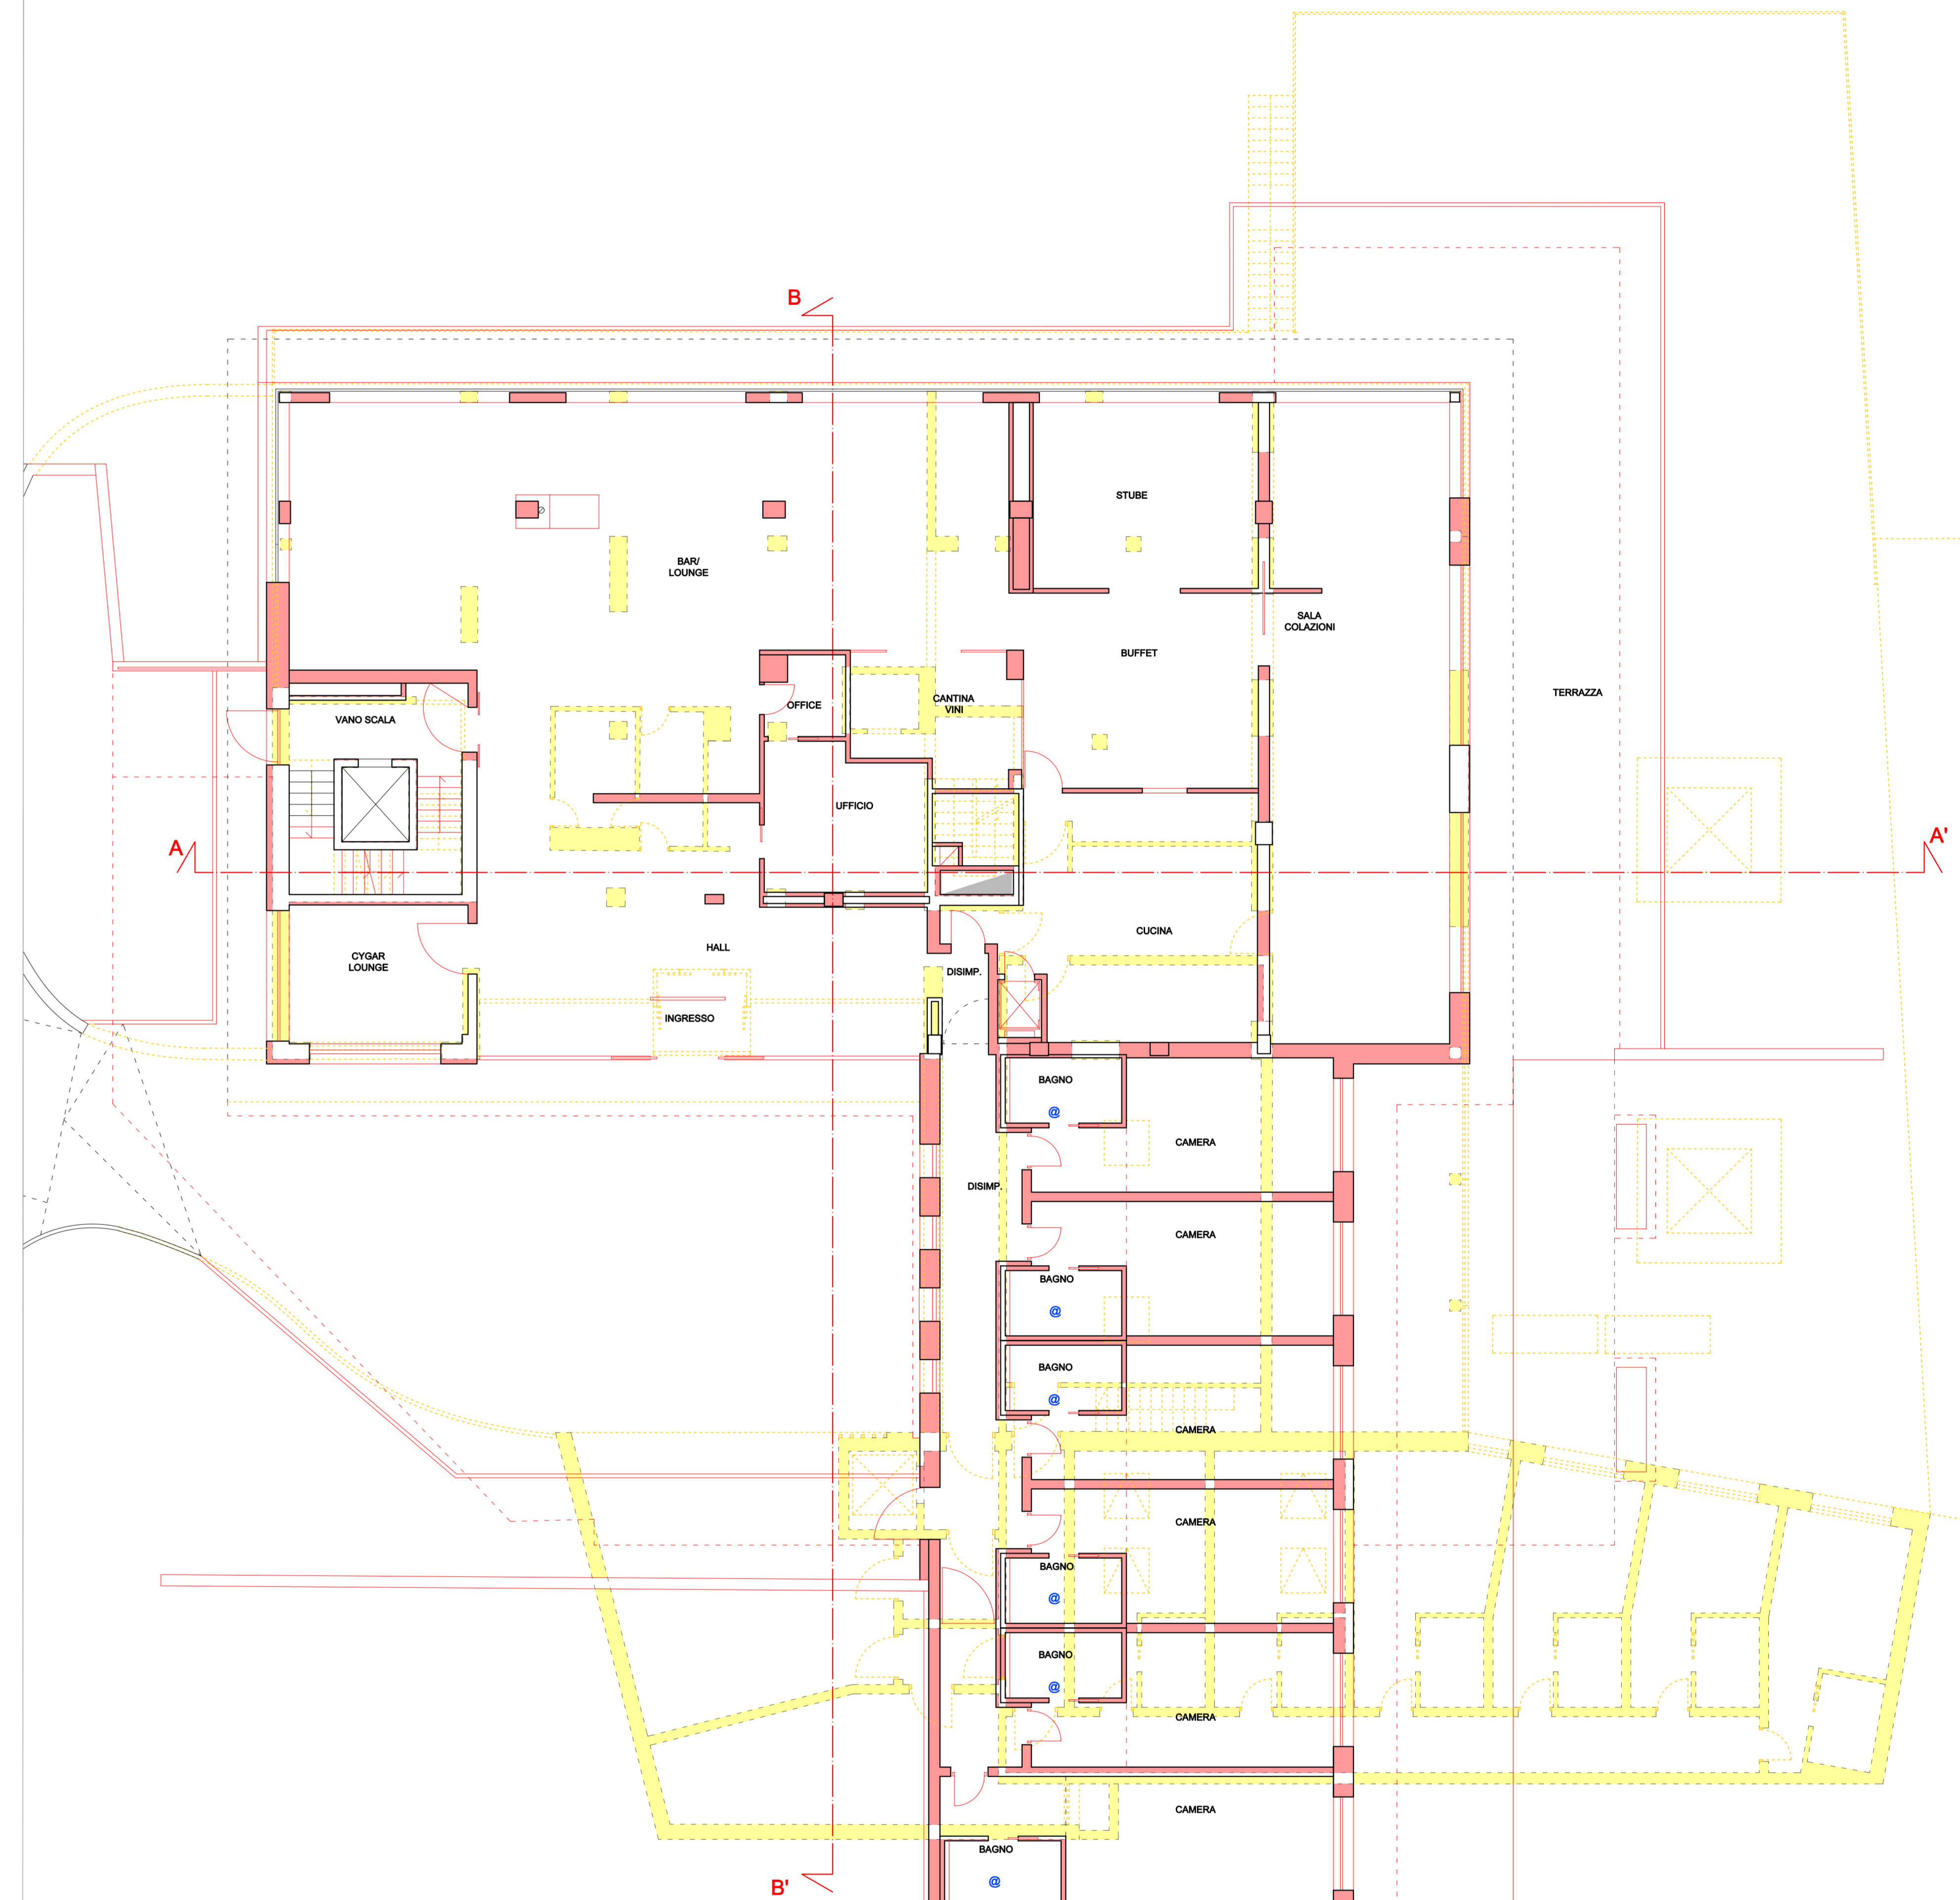 B
STUBE
BAR/
LOUNGE
SALA
COLAZIONI
BUFFET
TERRAZZA
OFFICE
CANTINA
VINI
VANO SCALA
UFFICIO
A
A'
CUCINA
HALL
CYGAR
LOUNGE
DISIMP.
INGRESSO
BAGNO
@
CAMERA
DISIMP.
CAMERA
BAGNO
@
BAGNO
@
CAMERA
CAMERA
BAGNO
@
BAGNO
@
CAMERA
CAMERA
BAGNO
@
B'